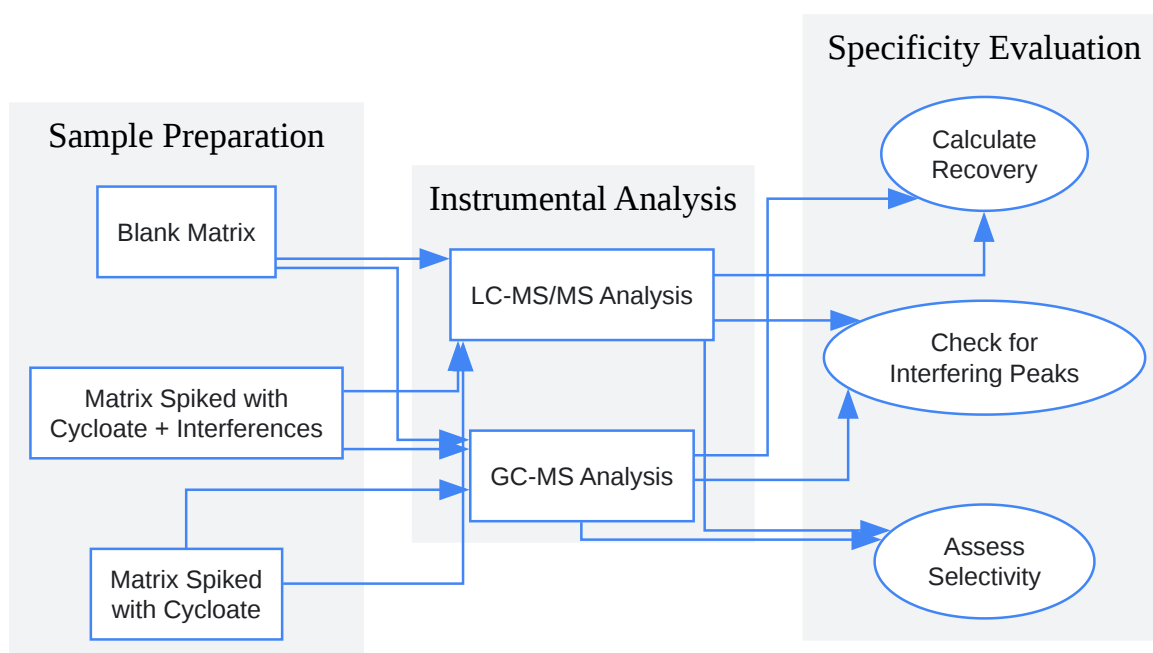 Sample Preparation
Blank Matrix
Matrix Spiked with
Cycloate + Interferences
Matrix Spiked
with Cycloate
Instrumental Analysis
LC-MS/MS Analysis
GC-MS Analysis
Specificity Evaluation
Calculate
Recovery
Check for
Interfering Peaks
Assess
Selectivity